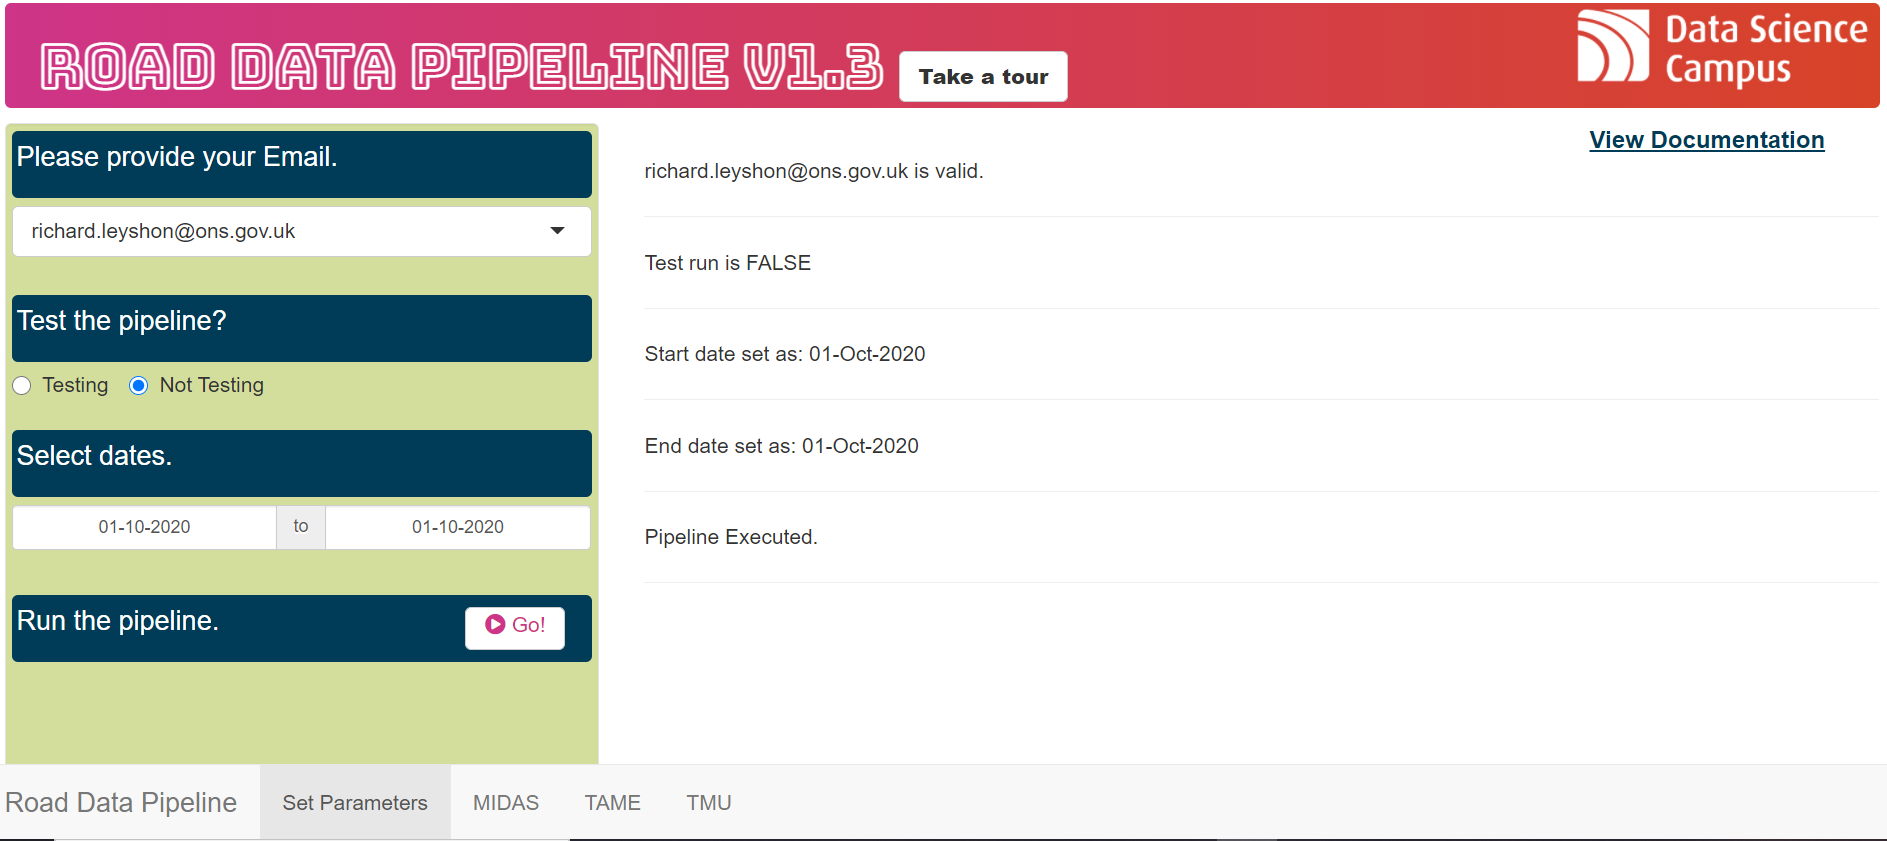 ROAD DATA PIPELINE V1.3
Take a tour
Data Science
Campus
Please provide your Email.
richard.leyshon@ons.gov.uk
Test the pipeline?
Testing
Not Testing
Select dates.
01-10-2020 to 01-10-2020
Run the pipeline.
Go!
View Documentation
richard.leyshon@ons.gov.uk is valid.
Test run is FALSE
Start date set as: 01-Oct-2020
End date set as: 01-Oct-2020
Pipeline Executed.
Road Data Pipeline
Set Parameters
MIDAS
TAME
TMU